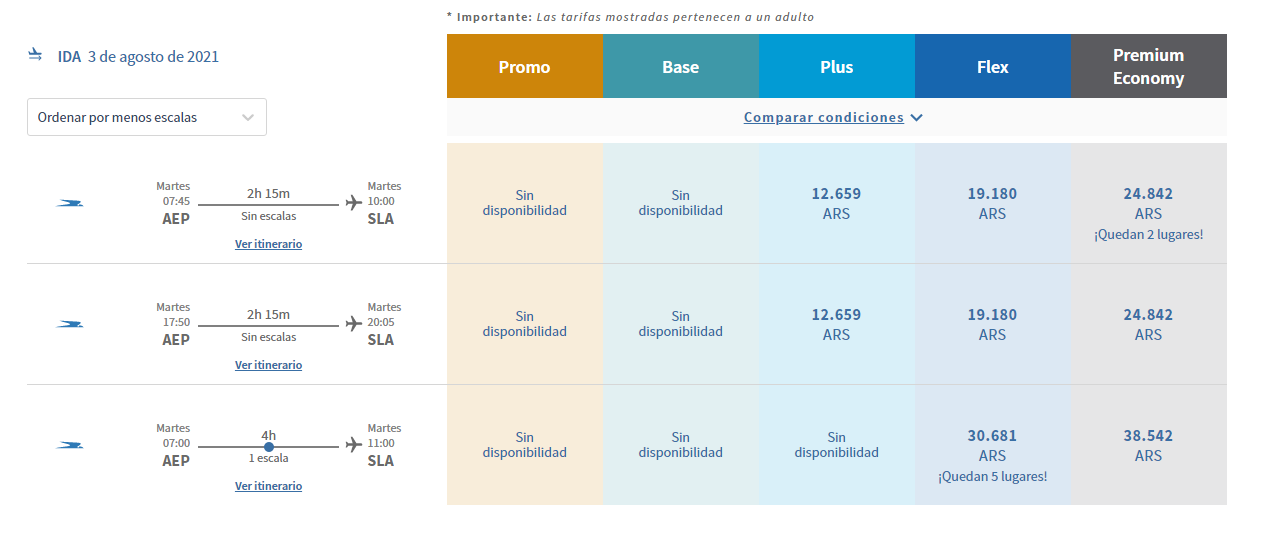 * Importante: Las tarifas mostradas pertenecen a un adulto
IDA 3 de agosto de 2021
Promo
Base
Plus
Flex
Premium
Economy
Ordenar por menos escalas
Comparar condiciones
Martes
07:45
AEP
2h 15m
Sin escalas
Ver itinerario
Martes
10:00
SLA
Sin
disponibilidad
Sin
disponibilidad
12.659
ARS
19.180
ARS
24.842
ARS
¡Quedan 2 lugares!
Martes
17:50
AEP
2h 15m
Sin escalas
Ver itinerario
Martes
20:05
SLA
Sin
disponibilidad
Sin
disponibilidad
12.659
ARS
19.180
ARS
24.842
ARS
Martes
07:00
AEP
4h
1 escala
Ver itinerario
Martes
11:00
SLA
Sin
disponibilidad
Sin
disponibilidad
Sin
disponibilidad
30.681
ARS
¡Quedan 5 lugares!
38.542
ARS